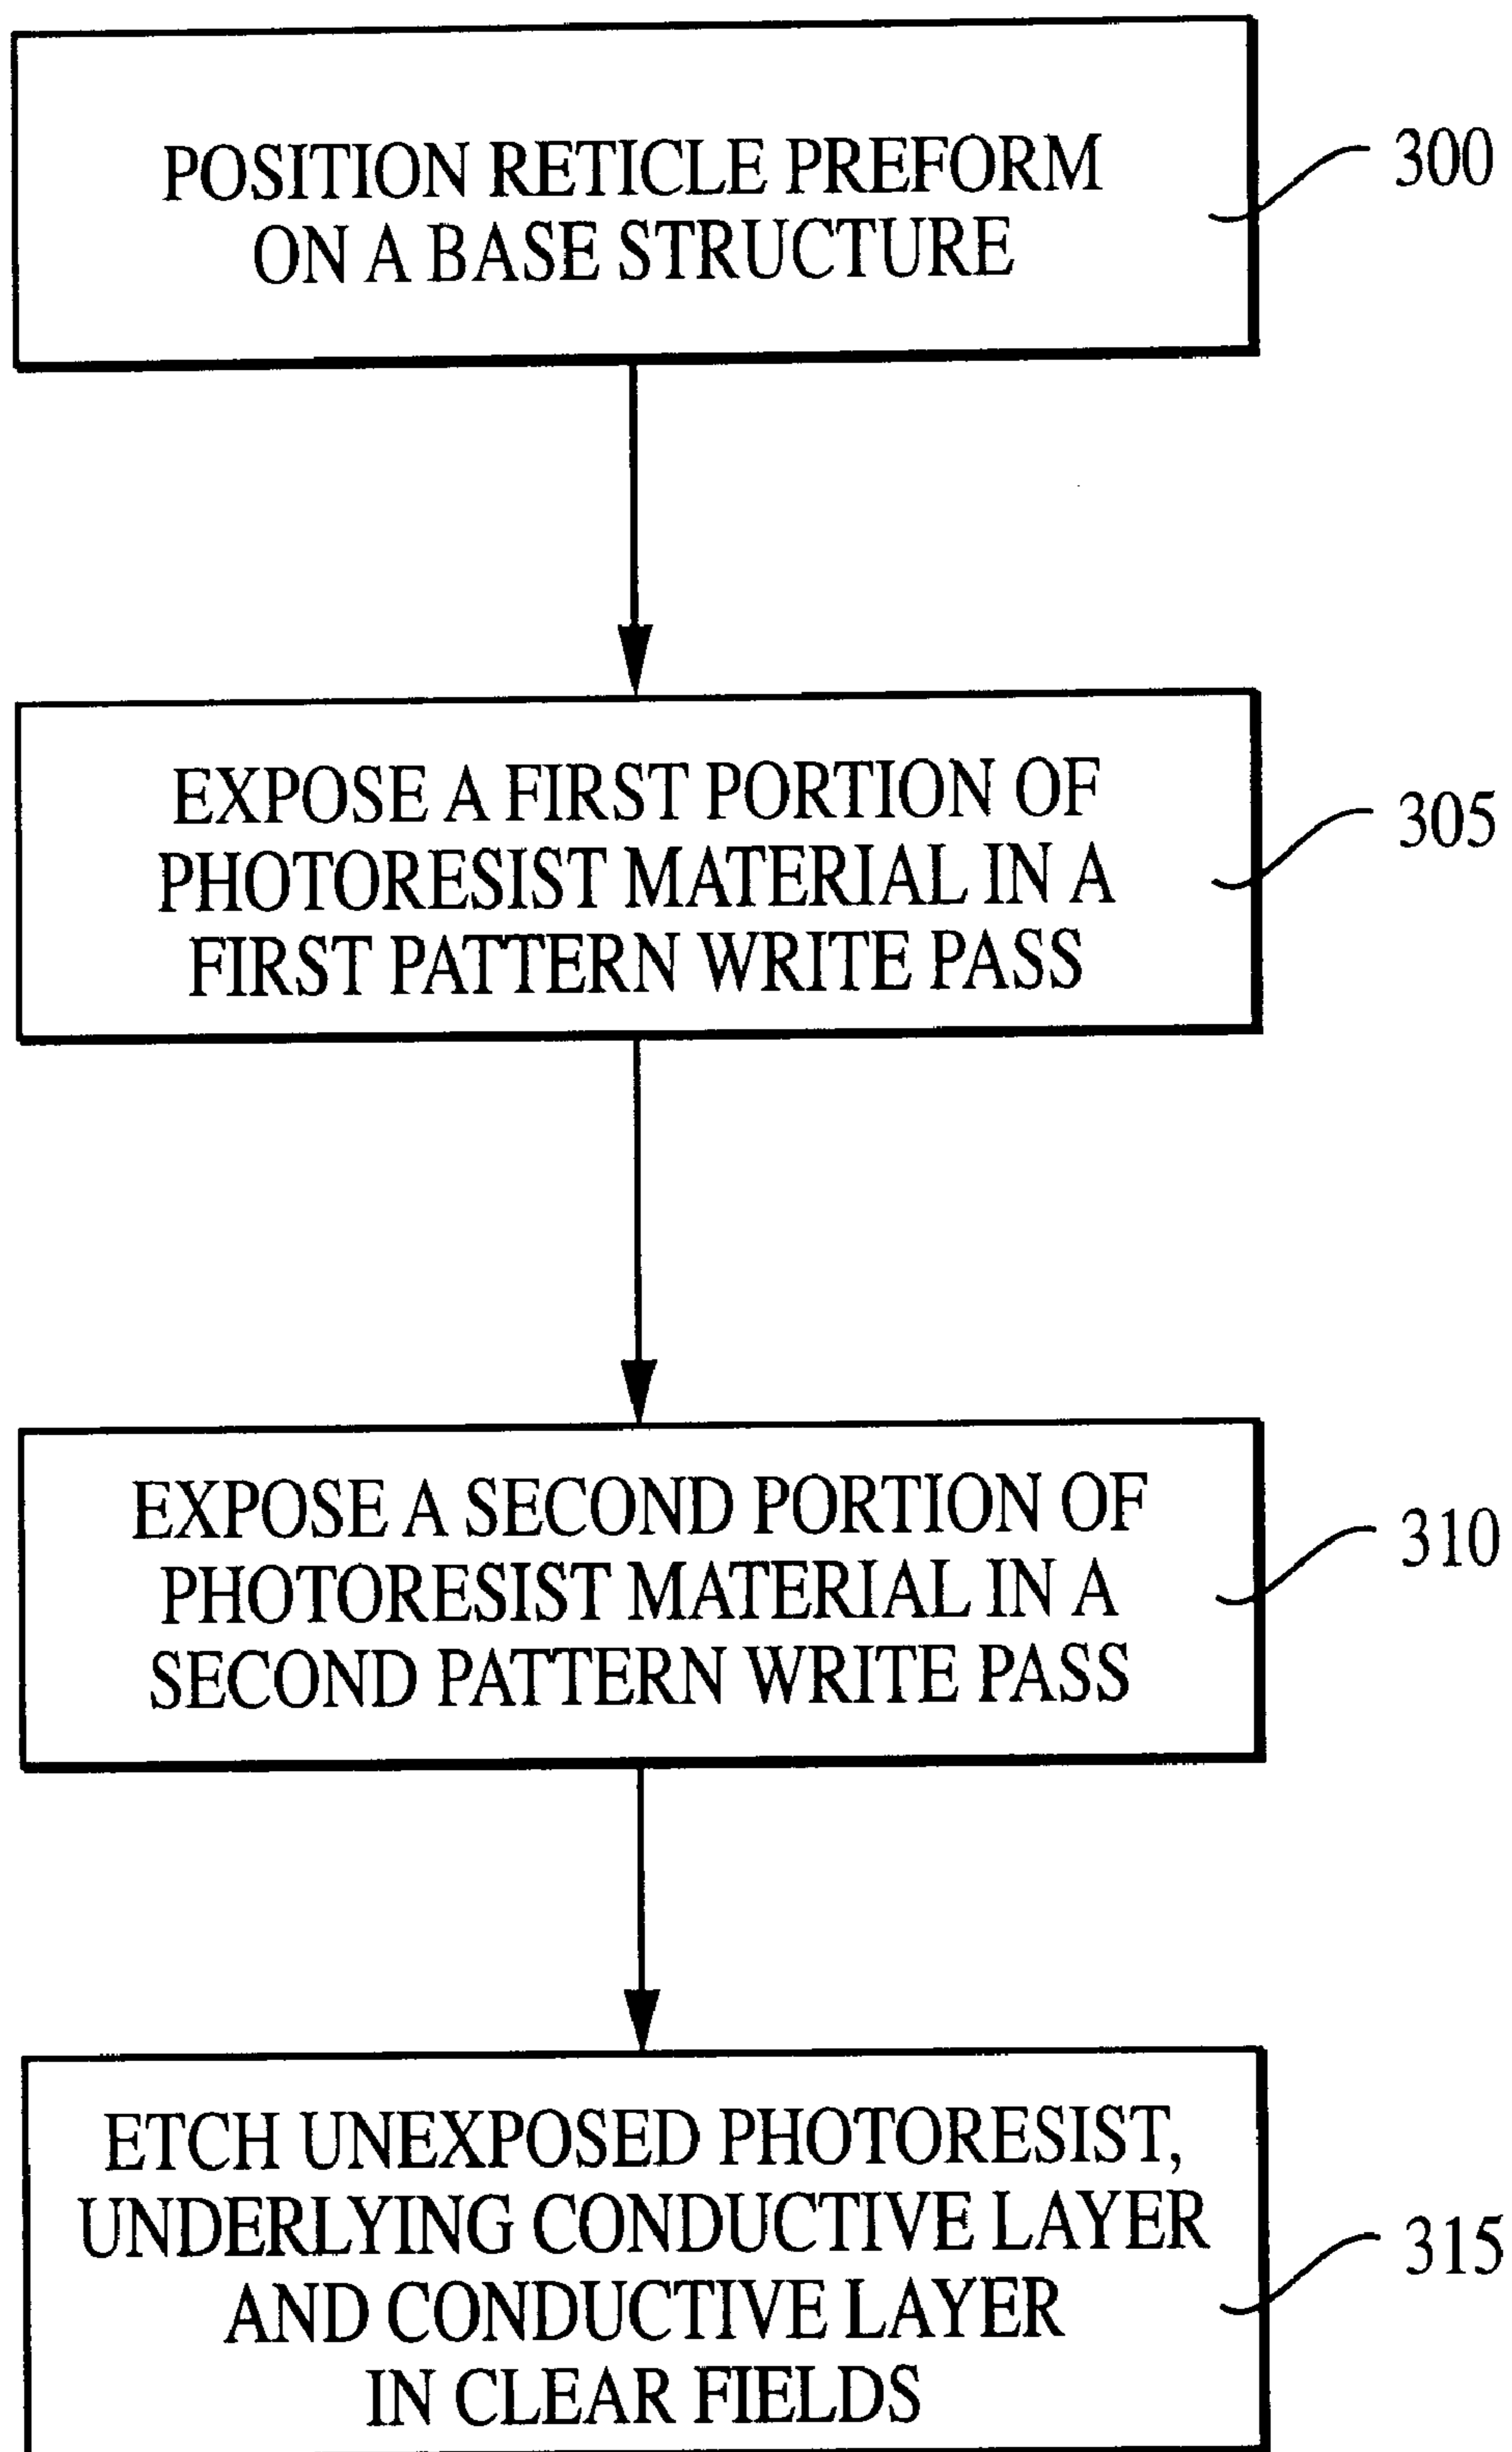 POSITION RETICLE PREFORM
ON A BASE STRUCTURE
300
EXPOSE A FIRST PORTION OF
PHOTORESIST MATERIAL IN A
FIRST PATTERN WRITE PASS
305
EXPOSE A SECOND PORTION OF
PHOTORESIST MATERIAL IN A
SECOND PATTERN WRITE PASS
310
ETCH UNEXPOSED PHOTORESIST,
UNDERLYING CONDUCTIVE LAYER
AND CONDUCTIVE LAYER
IN CLEAR FIELDS
315